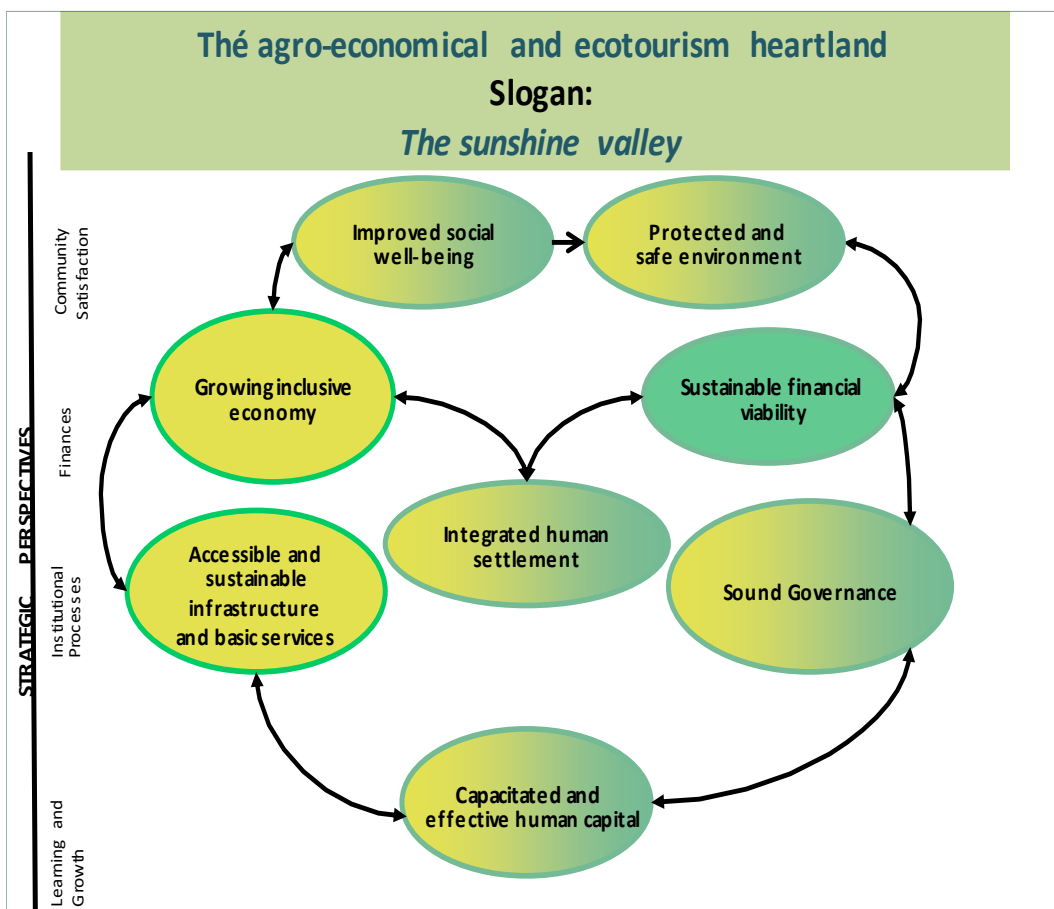 Thé agro-economical and ecotourism heartland
Slogan:
The sunshine valley
STRATEGIC PERSPECTIVES
Community
Satisfaction
Improved social
well-being
Protected and
safe environment
Finances
Growing inclusive
economy
Sustainable financial
viability
Institutional
Processes
Accessible and
sustainable
infrastructure
and basic services
Integrated human
settlement
Sound Governance
Learning and
Growth
Capacitated and
effective human capital